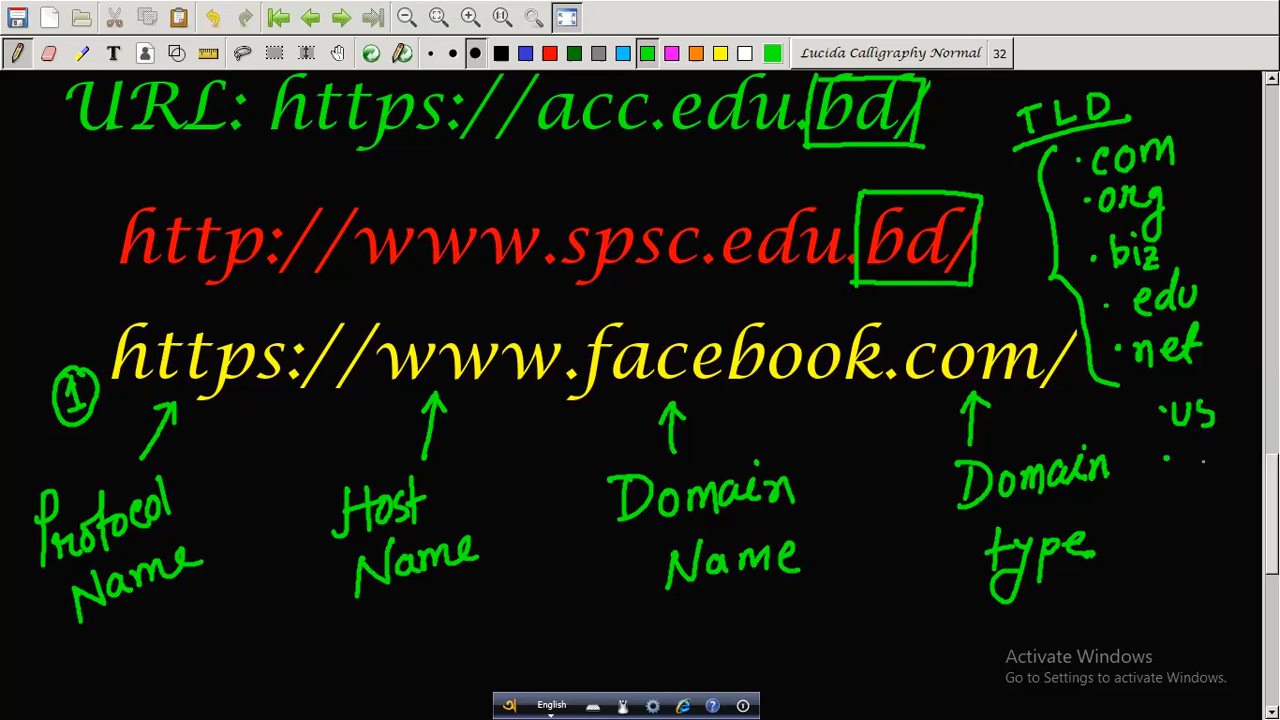 Lucida Calligraphy Normal 32
URL: https://acc.edu.bd/
http://www.spsc.edu.bd/
https://www.facebook.com/
1
Protocol
Name
Host
Name
Domain
Name
Domain
type
TLD
.com
.org
.biz
.edu
.net
.us
. .
Activate Windows
Go to Settings to activate Windows.
অ English